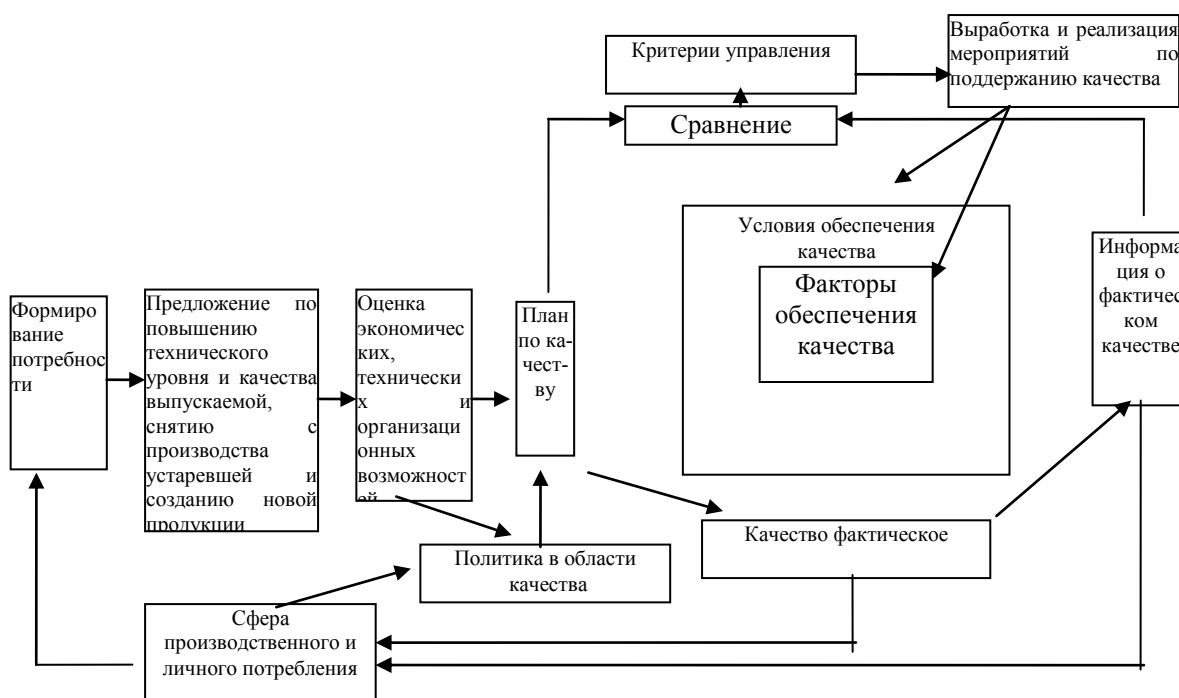 Критерии управления
Выработка и реализация
мероприятий по
поддержанию качества
Сравнение
Условия обеспечения
качества
Факторы
обеспечения
качества
Информа
ция о
фактичес
ком
качестве
Формиро
вание
потребнос
ти
Предложение по
повышению
технического
уровня и качества
выпускаемой,
снятию с
производства
устаревшей и
созданию новой
продукции
Оценка
экономичес
ких,
технически
х и
организаци
онных
возможност
ей
План
по ка-
чест-
ву
Качество фактическое
Политика в области
качества
Сфера
производственного и
личного потребления